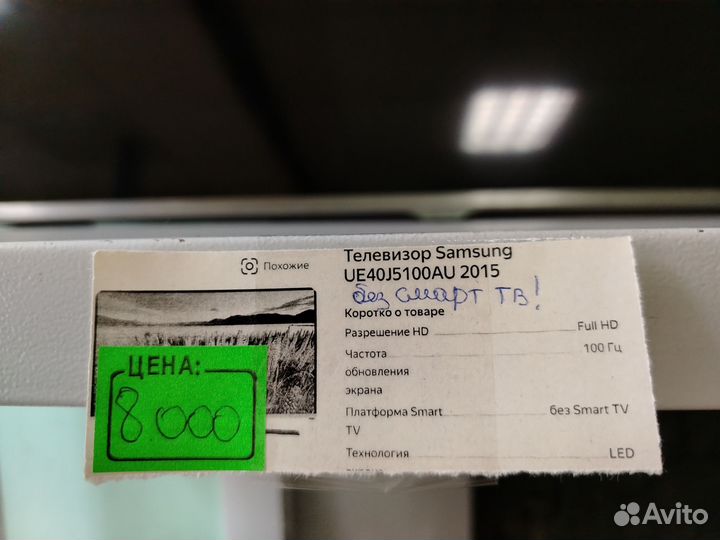 Похожие
Телевизор Samsung
UE40J5100AU 2015
без смарт ТВ!
Коротко о товаре
Разрешение HD Full HD
Частота 100 Гц
обновления
экрана
Платформа Smart без Smart TV
TV
Технология LED
ЦЕНА:
8 000
Avito